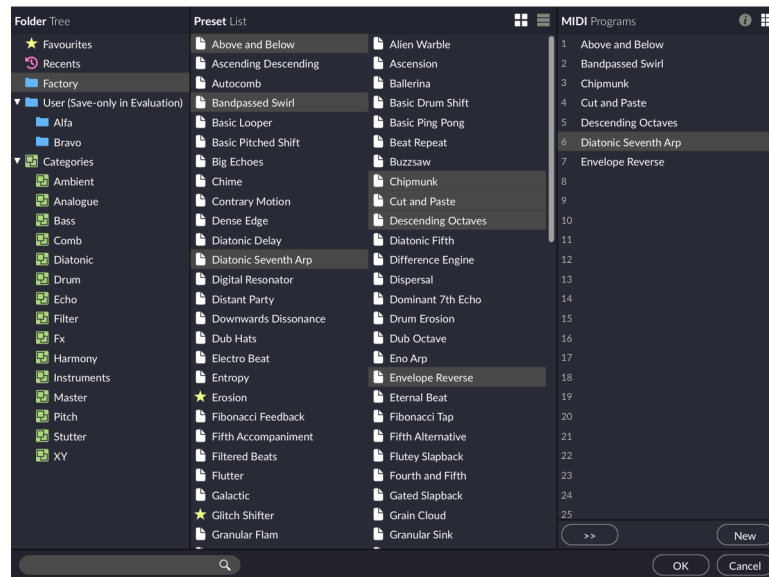 Folder Tree
Favourites
Recents
Factory
User (Save-only in Evaluation)
Alfa
Bravo
Categories
Ambient
Analogue
Bass
Comb
Diatonic
Drum
Echo
Filter
Fx
Harmony
Instruments
Master
Pitch
Stutter
XY
Preset List
Above and Below
Ascending Descending
Autocomb
Bandpassed Swirl
Basic Looper
Basic Pitched Shift
Big Echoes
Chime
Contrary Motion
Dense Edge
Diatonic Delay
Diatonic Seventh Arp
Digital Resonator
Distant Party
Downwards Dissonance
Dub Hats
Electro Beat
Entropy
Erosion
Fibonacci Feedback
Fifth Accompaniment
Filtered Beats
Flutter
Galactic
Glitch Shifter
Granular Flam
Alien Warble
Ascension
Ballerina
Basic Drum Shift
Basic Ping Pong
Beat Repeat
Buzzsaw
Chipmunk
Cut and Paste
Descending Octaves
Diatonic Fifth
Difference Engine
Dispersal
Dominant 7th Echo
Drum Erosion
Dub Octave
Eno Arp
Envelope Reverse
Eternal Beat
Fibonacci Tap
Fifth Alternative
Flutey Slapback
Fourth and Fifth
Gated Slapback
Grain Cloud
Granular Sink
MIDI Programs
1 Above and Below
2 Bandpassed Swirl
3 Chipmunk
4 Cut and Paste
5 Descending Octaves
6 Diatonic Seventh Arp
7 Envelope Reverse
8
9
10
11
12
13
14
15
16
17
18
19
20
21
22
23
24
25
>> New
OK Cancel